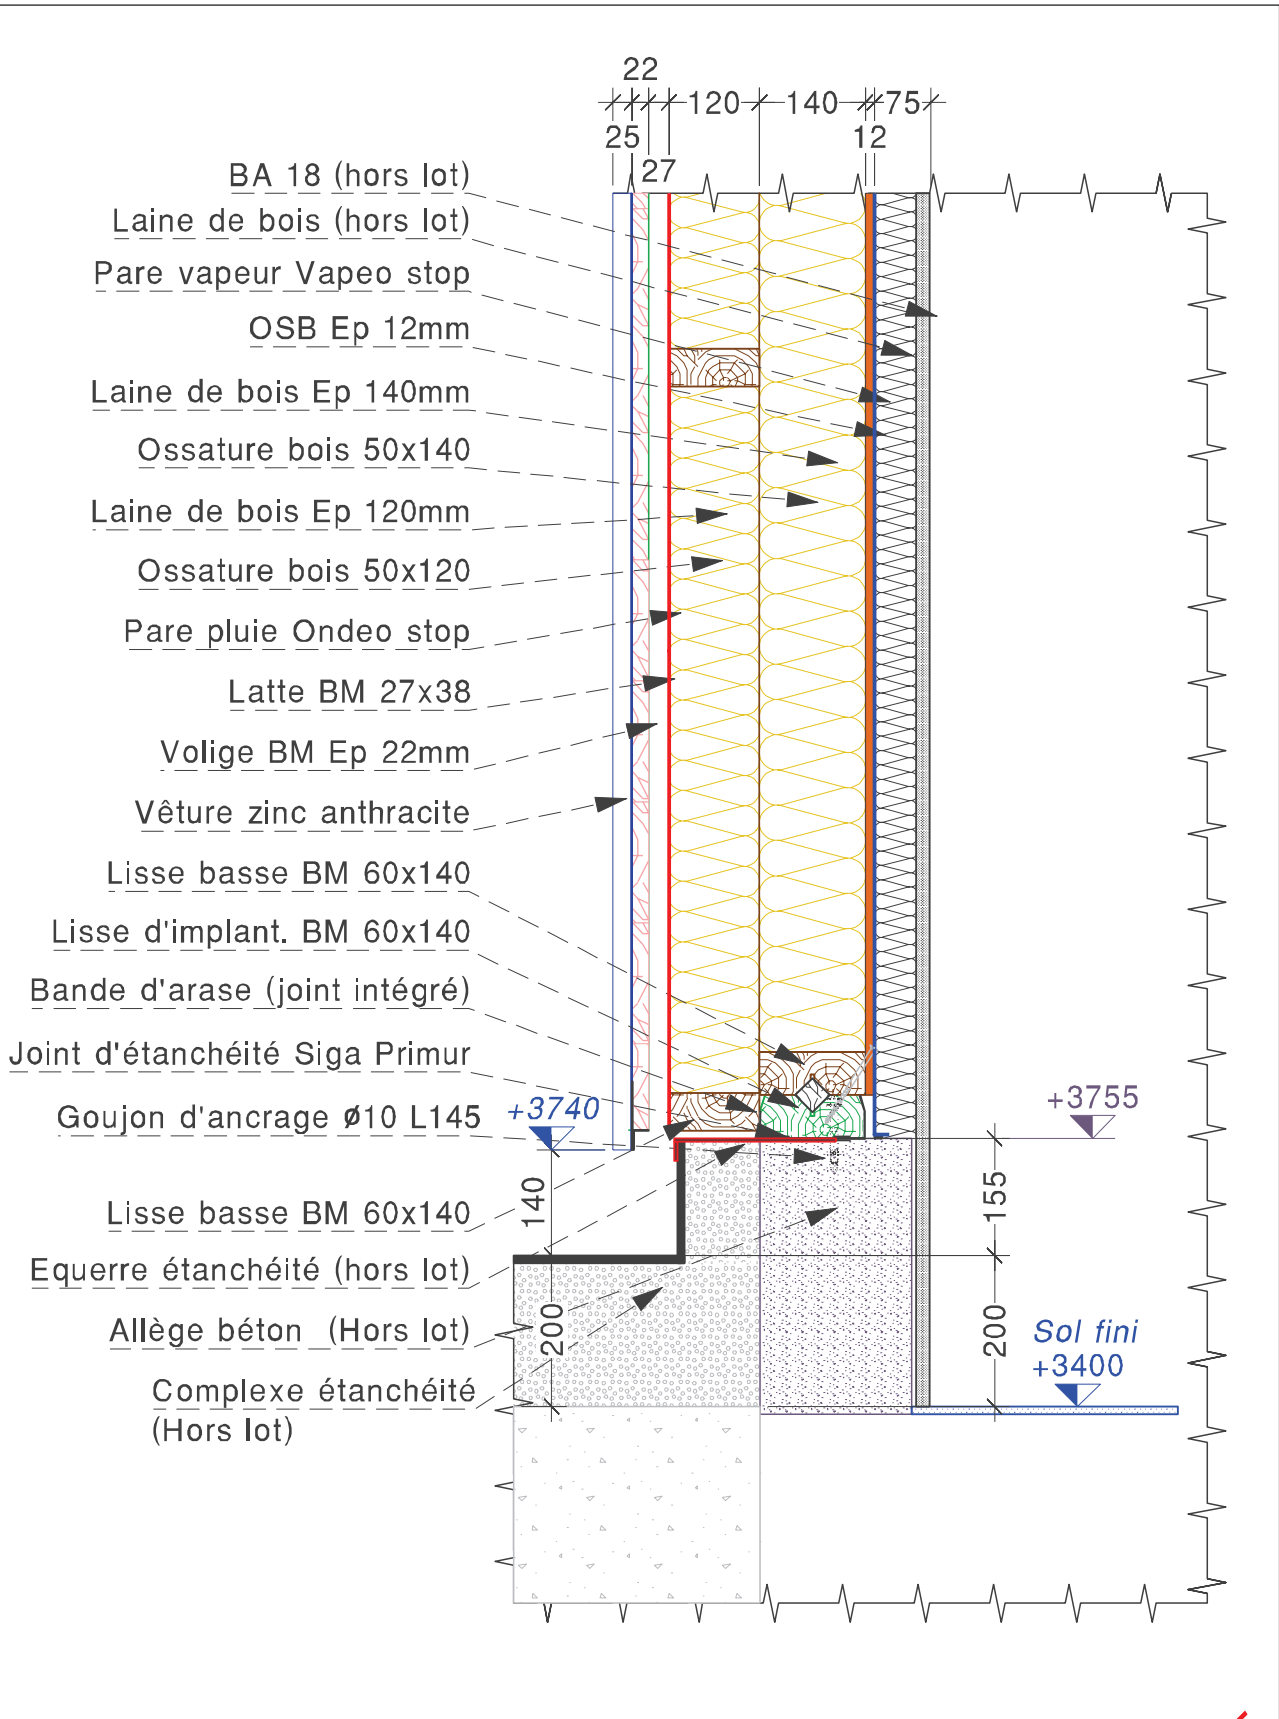 22
120
140
75
25
12
27
BA 18 (hors lot)
Laine de bois (hors lot)
Pare vapeur Vapeo stop
OSB Ep 12mm
Laine de bois Ep 140mm
Ossature bois 50x140
Laine de bois Ep 120mm
Ossature bois 50x120
Pare pluie Ondeo stop
Latte BM 27x38
Volige BM Ep 22mm
Vêture zinc anthracite
Lisse basse BM 60x140
Lisse d'implant. BM 60x140
Bande d'arase (joint intégré)
Joint d'étanchéité Siga Primur
Goujon d'ancrage ø10 L145
+3740
+3755
140
155
Lisse basse BM 60x140
Equerre étanchéité (hors lot)
Allège béton (Hors lot)
200
200
Sol fini
+3400
Complexe étanchéité
(Hors lot)